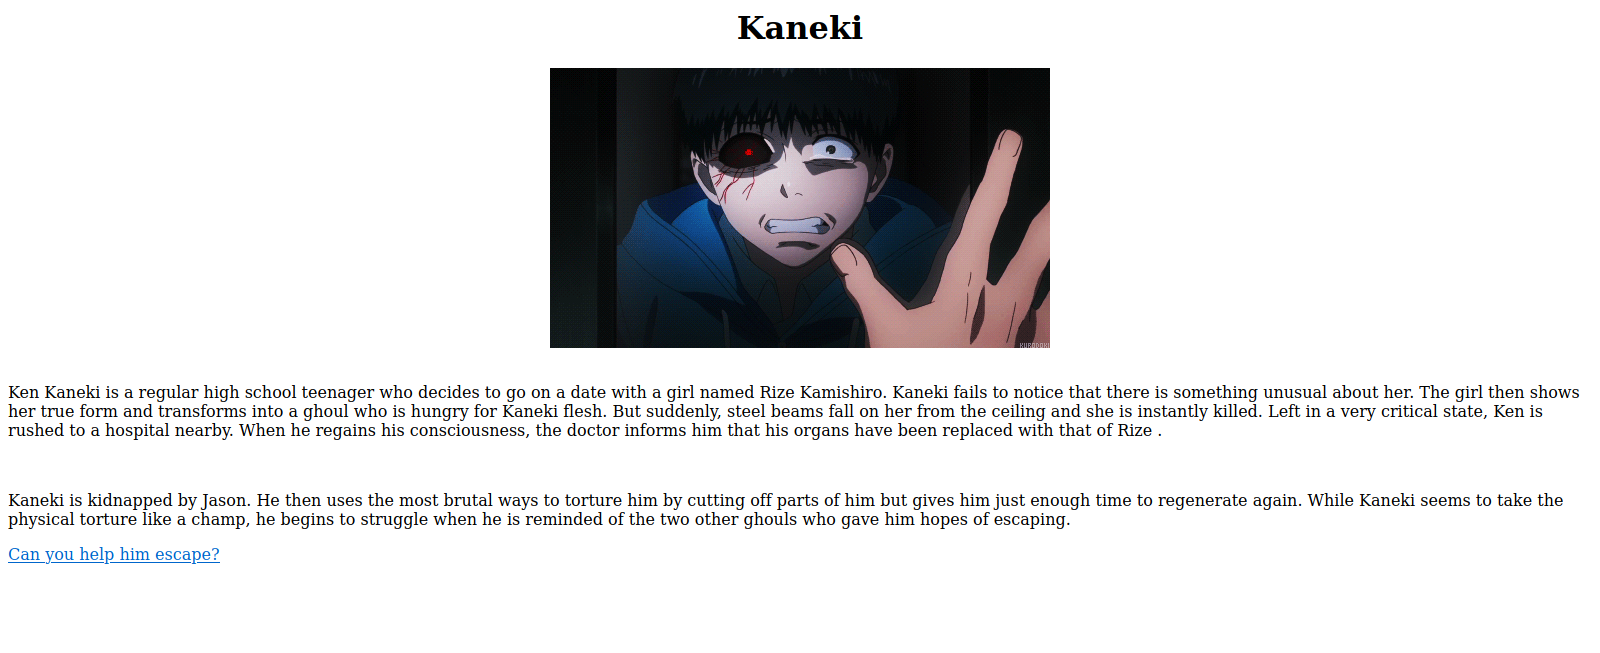 Kaneki
Ken Kaneki is a regular high school teenager who decides to go on a date with a girl named Rize Kamishiro. Kaneki fails to notice that there is something unusual about her. The girl then shows
her true form and transforms into a ghoul who is hungry for Kaneki flesh. But suddenly, steel beams fall on her from the ceiling and she is instantly killed. Left in a very critical state, Ken is
rushed to a hospital nearby. When he regains his consciousness, the doctor informs him that his organs have been replaced with that of Rize .
Kaneki is kidnapped by Jason. He then uses the most brutal ways to torture him by cutting off parts of him but gives him just enough time to regenerate again. While Kaneki seems to take the
physical torture like a champ, he begins to struggle when he is reminded of the two other ghouls who gave him hopes of escaping.
Can you help him escape?